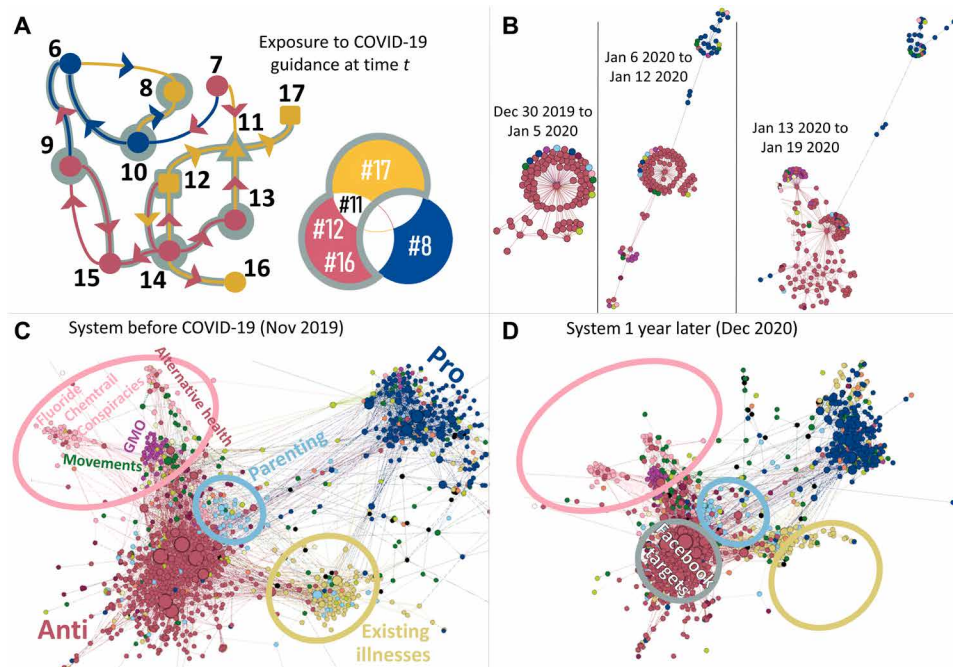 A
Exposure to COVID-19
guidance at time t
6
7
8
17
9
10
11
12
13
15
14
16
#17
#11
#12
#16
#8
B
Dec 30 2019 to
Jan 5 2020
Jan 6 2020 to
Jan 12 2020
Jan 13 2020 to
Jan 19 2020
C
System before COVID-19 (Nov 2019)
Fluoride
Chemtrail
Conspiracies
Alternative health
GMO
Movements
Parenting
Pro
Anti
Existing
illnesses
D
System 1 year later (Dec 2020)
Facebook
targets